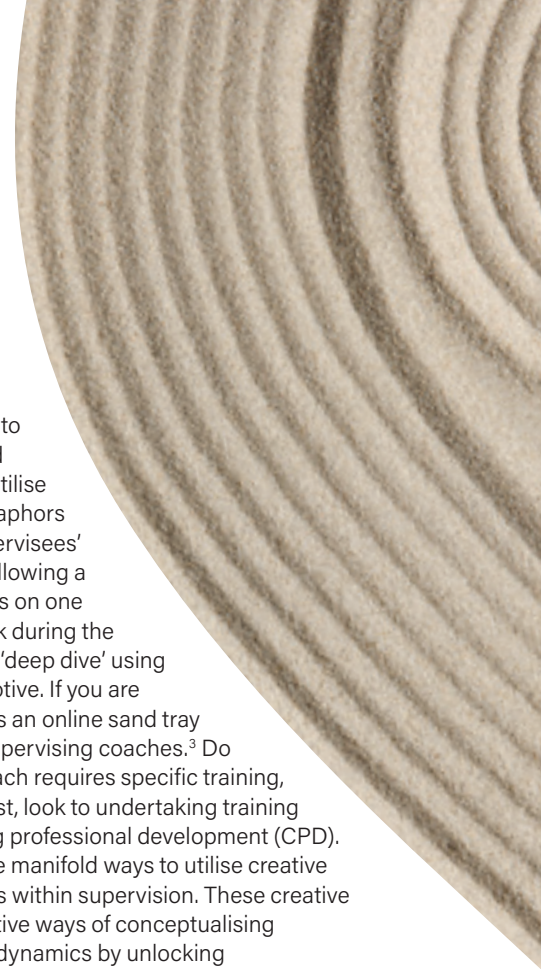 to
tilise
aphors
ervisees’
llowing a
s on one
k during the
‘deep dive’ using
otive. If you are
s an online sand tray
pervising coaches.³ Do
ach requires specific training,
st, look to undertaking training
g professional development (CPD).
e manifold ways to utilise creative
s within supervision. These creative
tive ways of conceptualising
dynamics by unlocking